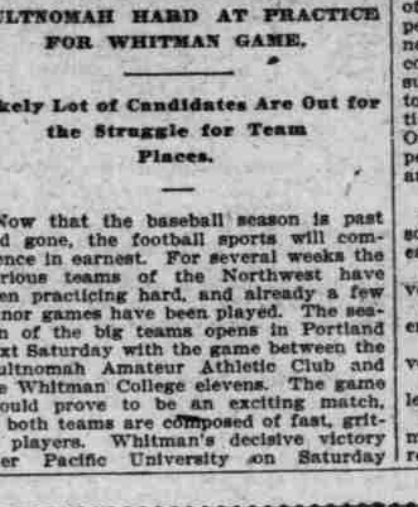 ULTNOMAH HARD AT PRACTICE
FOR WHITMAN GAME.
kely Lot of Candidates Are Out for
the Struggle for Team
Places.
Now that the baseball season is past
d gone, the football sports will com-
ence in earnest. For several weeks the
rious teams of the Northwest have
en practicing hard, and already a few
nor games have been played. The sea-
n of the big teams opens in Portland
xt Saturday with the game between the
ultnomah Amateur Athletic Club and
e Whitman College elevens. The game
ould prove to be an exciting match,
both teams are composed of fast, grit-
players. Whitman's decisive victory
er Pacific University on Saturday